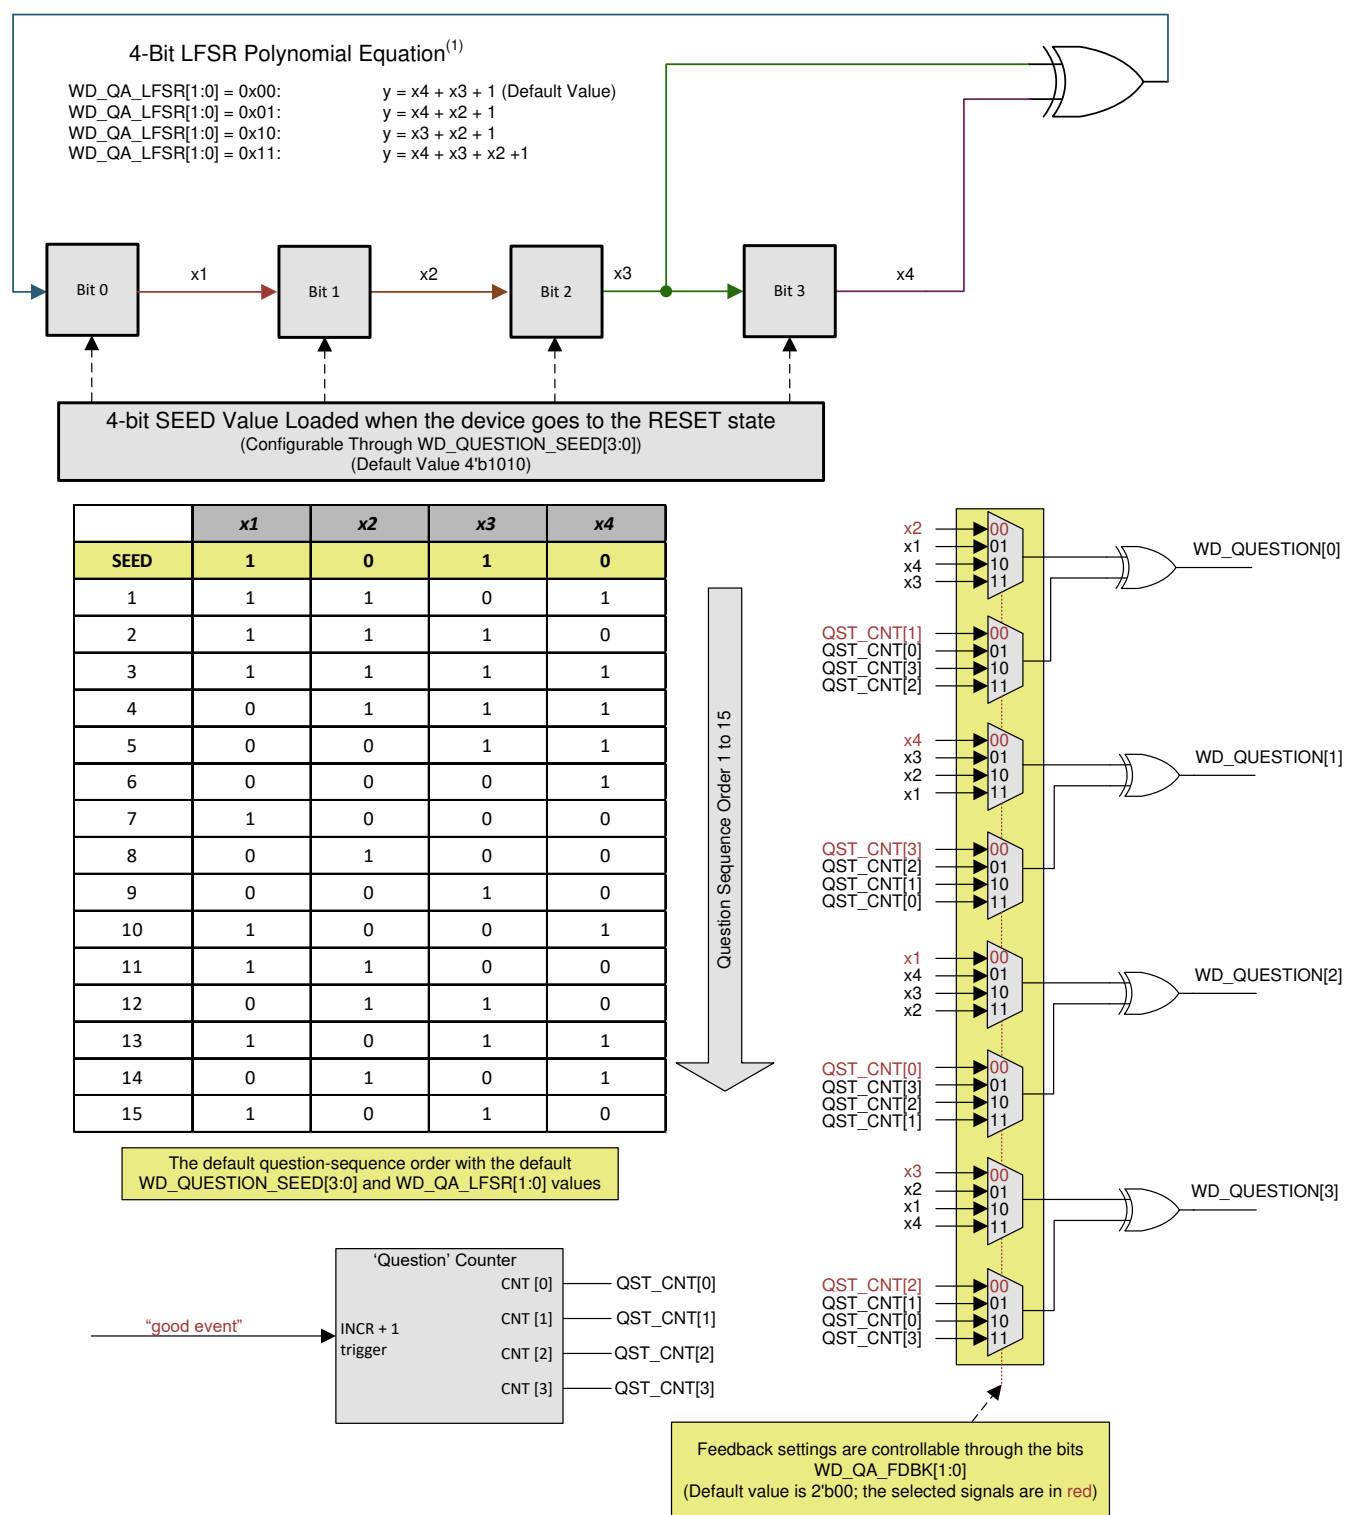 4-Bit LFSR Polynomial Equation(1)
WD_QA_LFSR[1:0] = 0x00: y = x4 + x3 + 1 (Default Value)
WD_QA_LFSR[1:0] = 0x01: y = x4 + x2 + 1
WD_QA_LFSR[1:0] = 0x10: y = x3 + x2 + 1
WD_QA_LFSR[1:0] = 0x11: y = x4 + x3 + x2 +1
Bit 0 x1 Bit 1 x2 Bit 2 x3 Bit 3 x4
4-bit SEED Value Loaded when the device goes to the RESET state
(Configurable Through WD_QUESTION_SEED[3:0])
(Default Value 4'b1010)
x1 x2 x3 x4
SEED 1 0 1 0
1 1 1 0 1
2 1 1 1 0
3 1 1 1 1
4 0 1 1 1
5 0 0 1 1
6 0 0 0 1
7 1 0 0 0
8 0 1 0 0
9 0 0 1 0
10 1 0 0 1
11 1 1 0 0
12 0 1 1 0
13 1 0 1 1
14 0 1 0 1
15 1 0 1 0
Question Sequence Order 1 to 15
The default question-sequence order with the default
WD_QUESTION_SEED[3:0] and WD_QA_LFSR[1:0] values
'Question' Counter
"good event"
INCR + 1
trigger
CNT [0] QST_CNT[0]
CNT [1] QST_CNT[1]
CNT [2] QST_CNT[2]
CNT [3] QST_CNT[3]
x2 00
x1 01
x4 10
x3 11
WD_QUESTION[0]
QST_CNT[1] 00
QST_CNT[0] 01
QST_CNT[3] 10
QST_CNT[2] 11
x4 00
x3 01
x2 10
x1 11
WD_QUESTION[1]
QST_CNT[3] 00
QST_CNT[2] 01
QST_CNT[1] 10
QST_CNT[0] 11
x1 00
x4 01
x3 10
x2 11
WD_QUESTION[2]
QST_CNT[0] 00
QST_CNT[3] 01
QST_CNT[2] 10
QST_CNT[1] 11
x3 00
x2 01
x1 10
x4 11
WD_QUESTION[3]
QST_CNT[2] 00
QST_CNT[1] 01
QST_CNT[0] 10
QST_CNT[3] 11
Feedback settings are controllable through the bits
WD_QA_FDBK[1:0]
(Default value is 2'b00; the selected signals are in red)